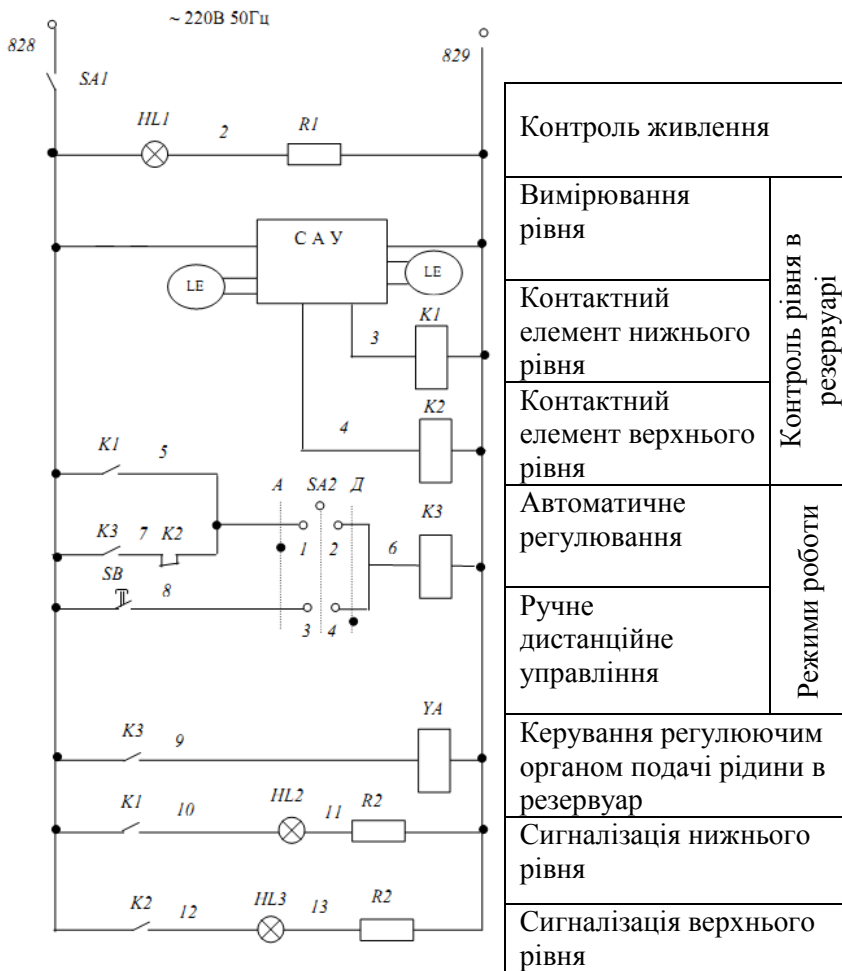 ~ 220В 50Гц
828
829
SA1
HL1
2
R1
С А У
LE
LE
3
K1
4
K2
K1
5
A
SA2
Д
K3
K3
7
K2
1
2
6
SB
8
3
4
YA
K3
9
K1
10
HL2
11
R2
K2
12
HL3
13
R2
Контроль живлення
Вимірювання
рівня
Контактний
елемент нижнього
рівня
Контактний
елемент верхнього
рівня
Контроль рівня в
резервуарі
Автоматичне
регулювання
Ручне
дистанційне
управління
Режими роботи
Керування регулюючим
органом подачі рідини в
резервуар
Сигналізація нижнього
рівня
Сигналізація верхнього
рівня